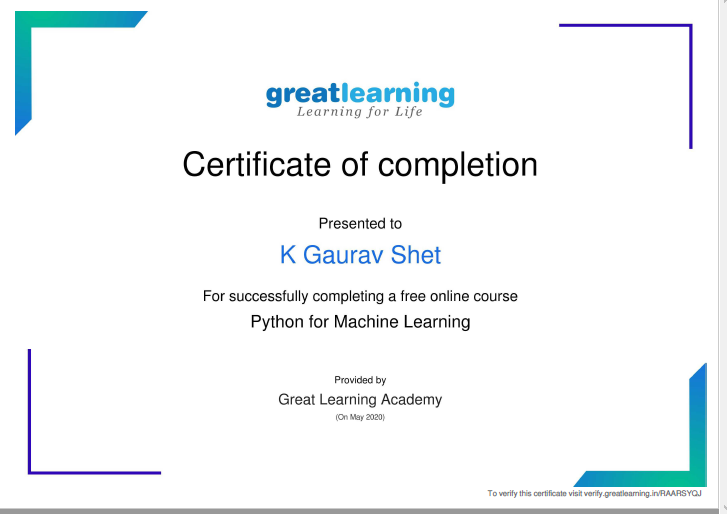 greatlearning
Learning for Life
Certificate of completion
Presented to
K Gaurav Shet
For successfully completing a free online course
Python for Machine Learning
Provided by
Great Learning Academy
(On May 2020)
To verify this certificate visit verify.greatlearning.in/RAARSYQJ